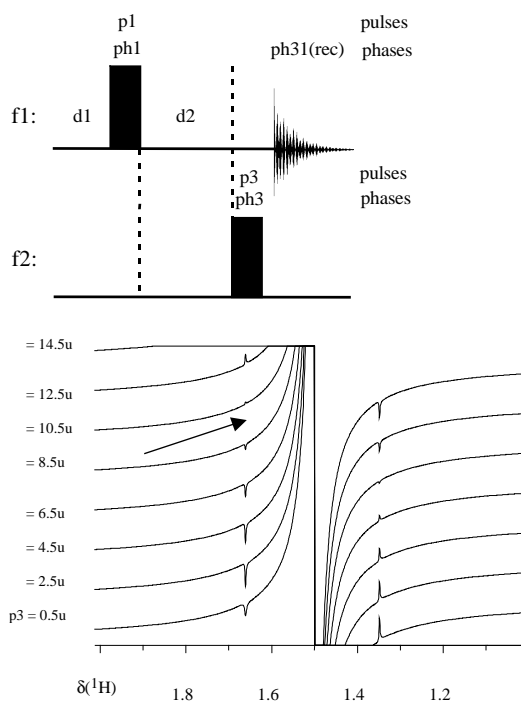 p1 pulses
ph1 ph31(rec) phases
f1: d1 d2
pulses
p3 phases
ph3
f2:
= 14.5u
= 12.5u
= 10.5u
= 8.5u
= 6.5u
= 4.5u
= 2.5u
p3 = 0.5u
δ(¹H) 1.8 1.6 1.4 1.2